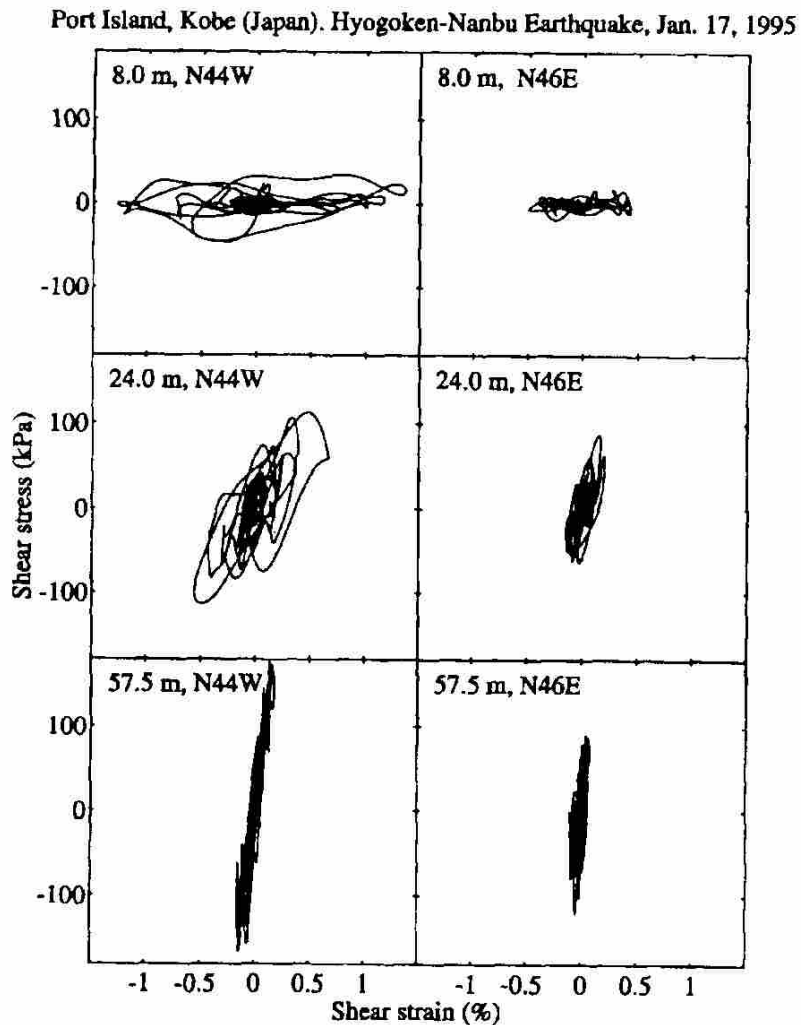 Port Island, Kobe (Japan). Hyogoken-Nanbu Earthquake, Jan. 17, 1995
8.0 m, N44W
8.0 m, N46E
100
0
-100
24.0 m, N44W
24.0 m, N46E
100
0
-100
Shear stress (kPa)
57.5 m, N44W
57.5 m, N46E
100
0
-100
-1 -0.5 0 0.5 1
-1 -0.5 0 0.5 1
Shear strain (%)